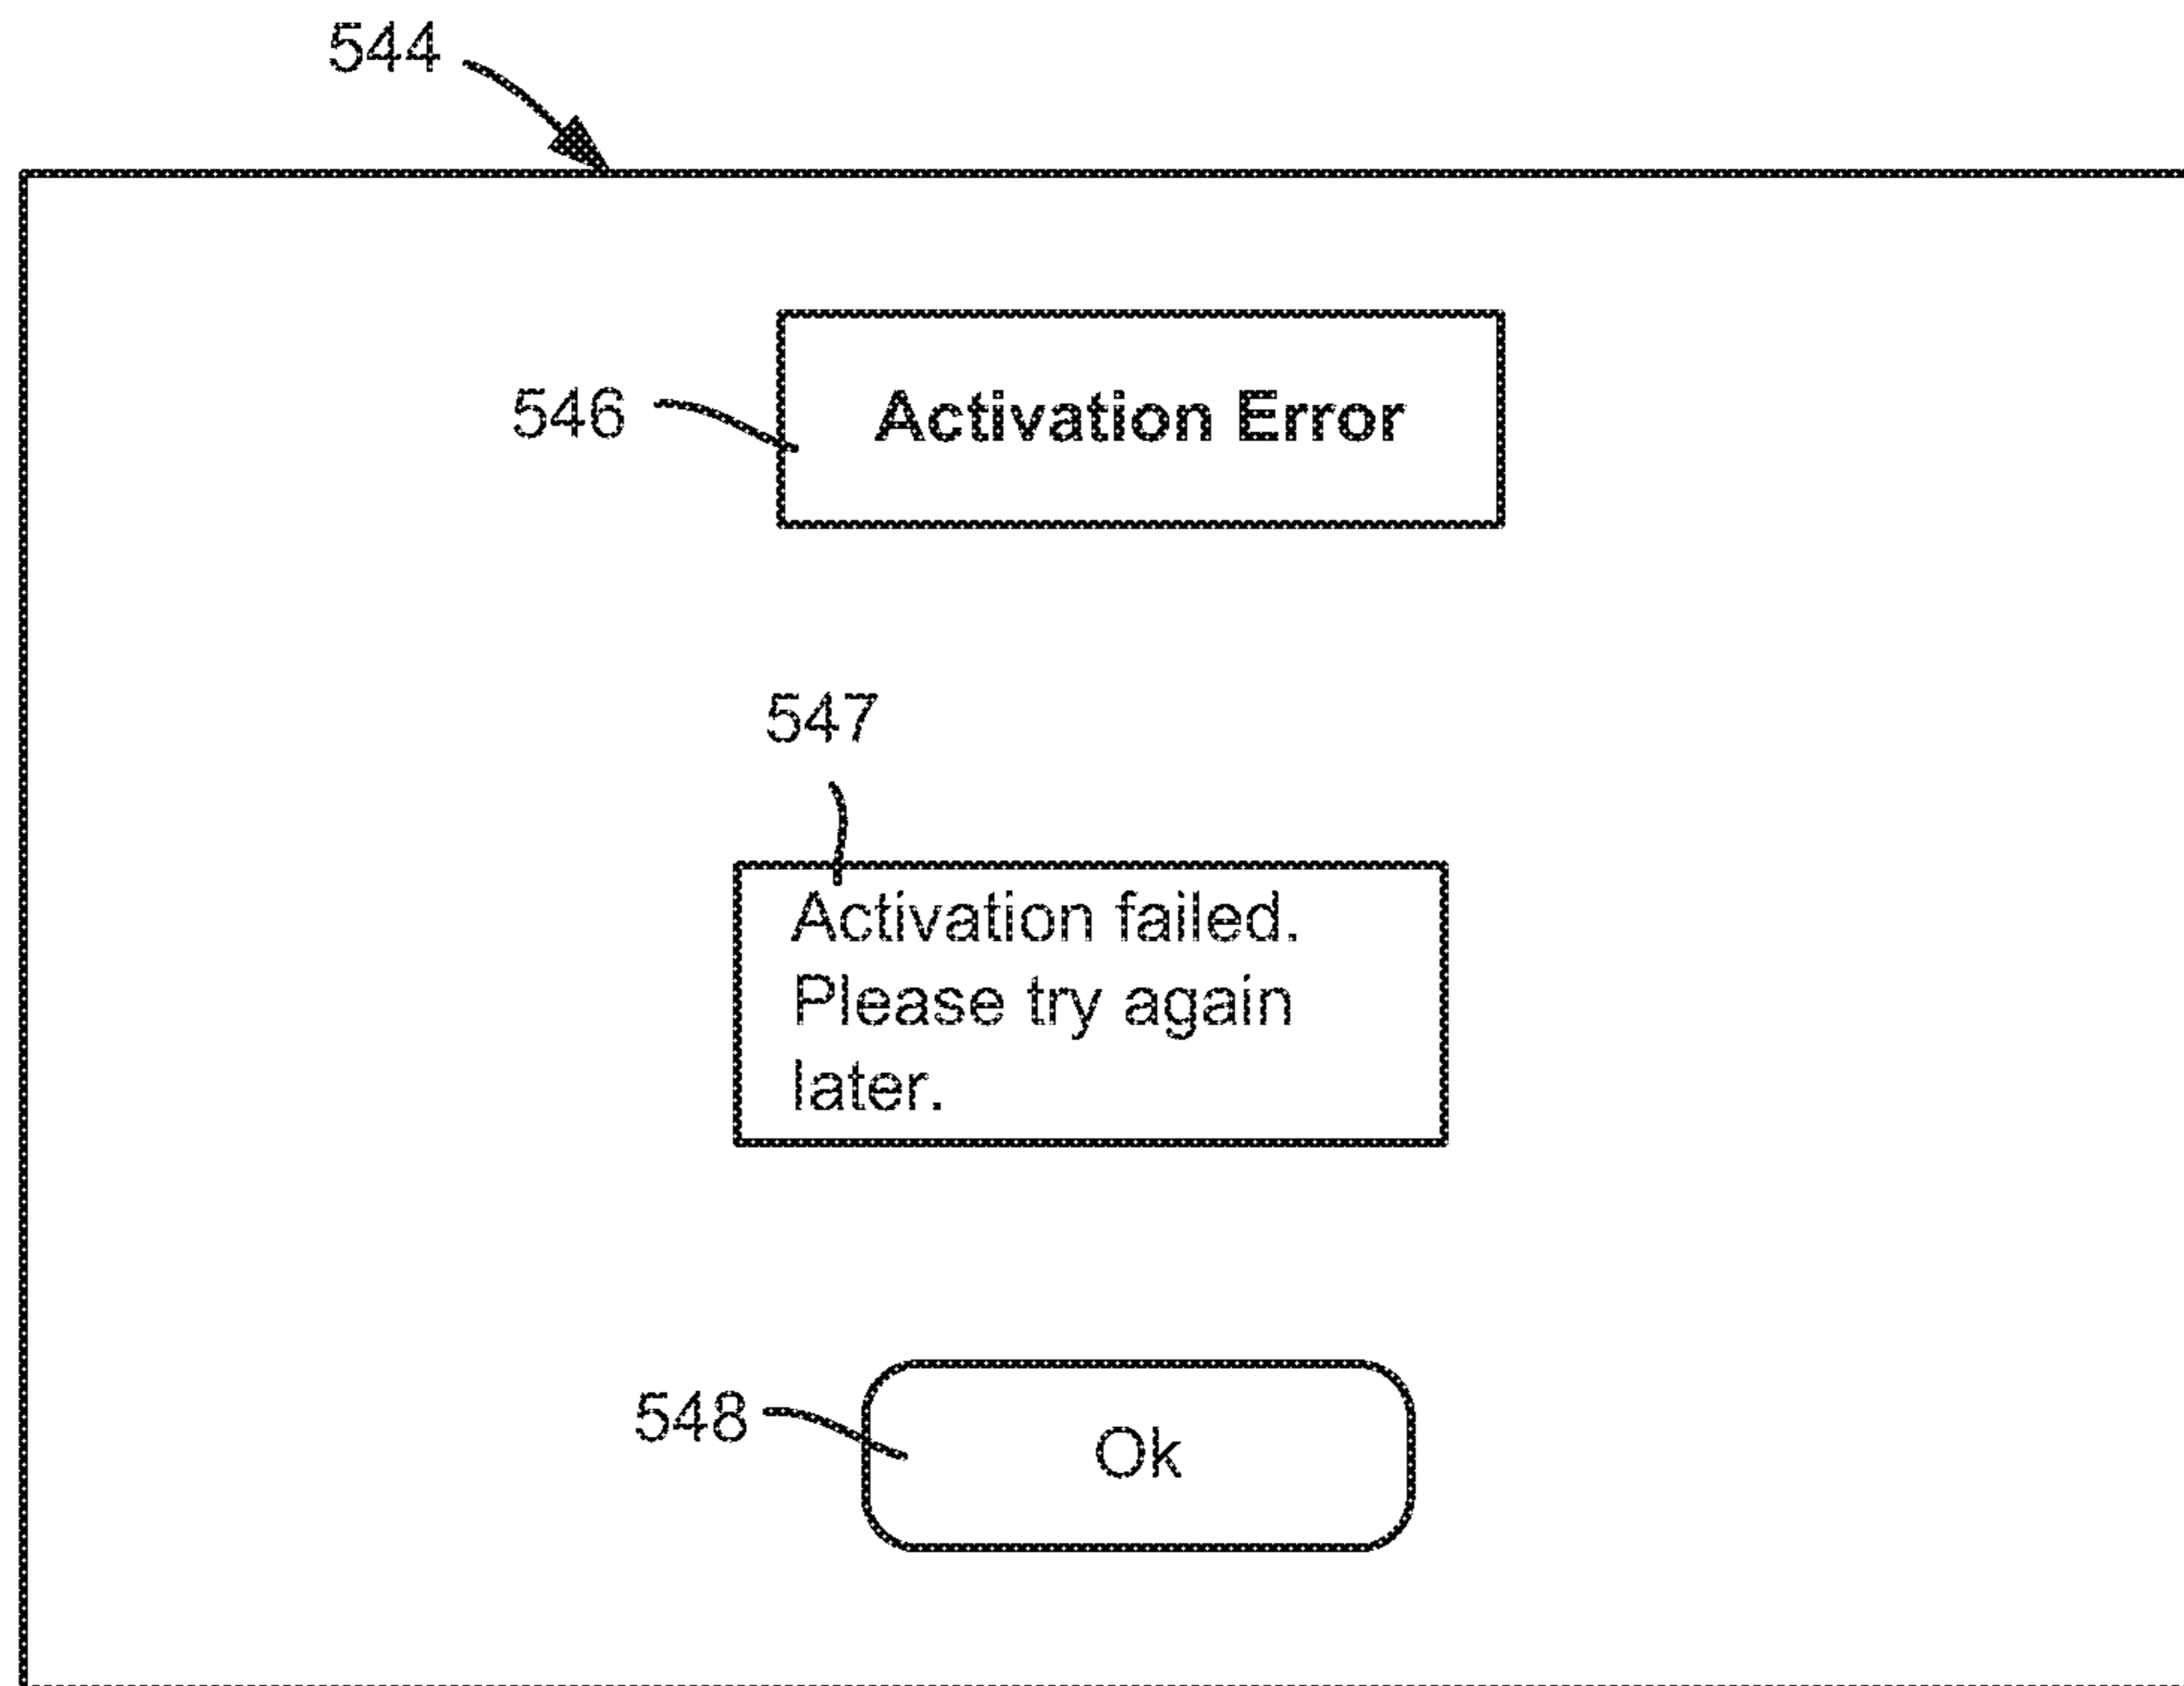 544
546
Activation Error
547
Activation failed.
Please try again
later.
548
Ok